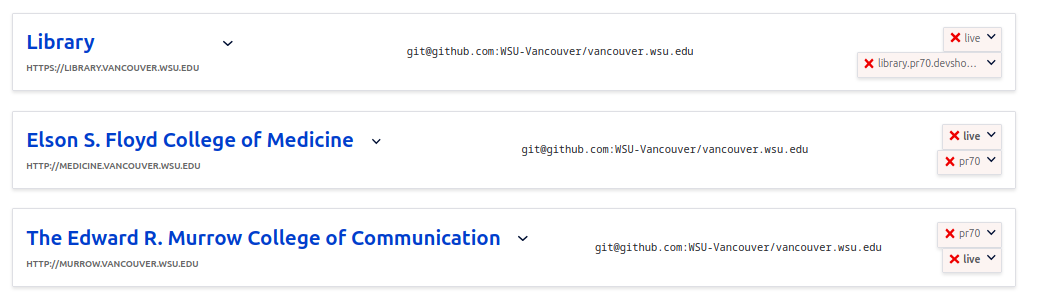 Library
HTTPS://LIBRARY.VANCOUVER.WSU.EDU
git@github.com:WSU-Vancouver/vancouver.wsu.edu
live
library.pr70.devsho...
Elson S. Floyd College of Medicine
HTTP://MEDICINE.VANCOUVER.WSU.EDU
git@github.com:WSU-Vancouver/vancouver.wsu.edu
live
pr70
The Edward R. Murrow College of Communication
HTTP://MURROW.VANCOUVER.WSU.EDU
git@github.com:WSU-Vancouver/vancouver.wsu.edu
pr70
live